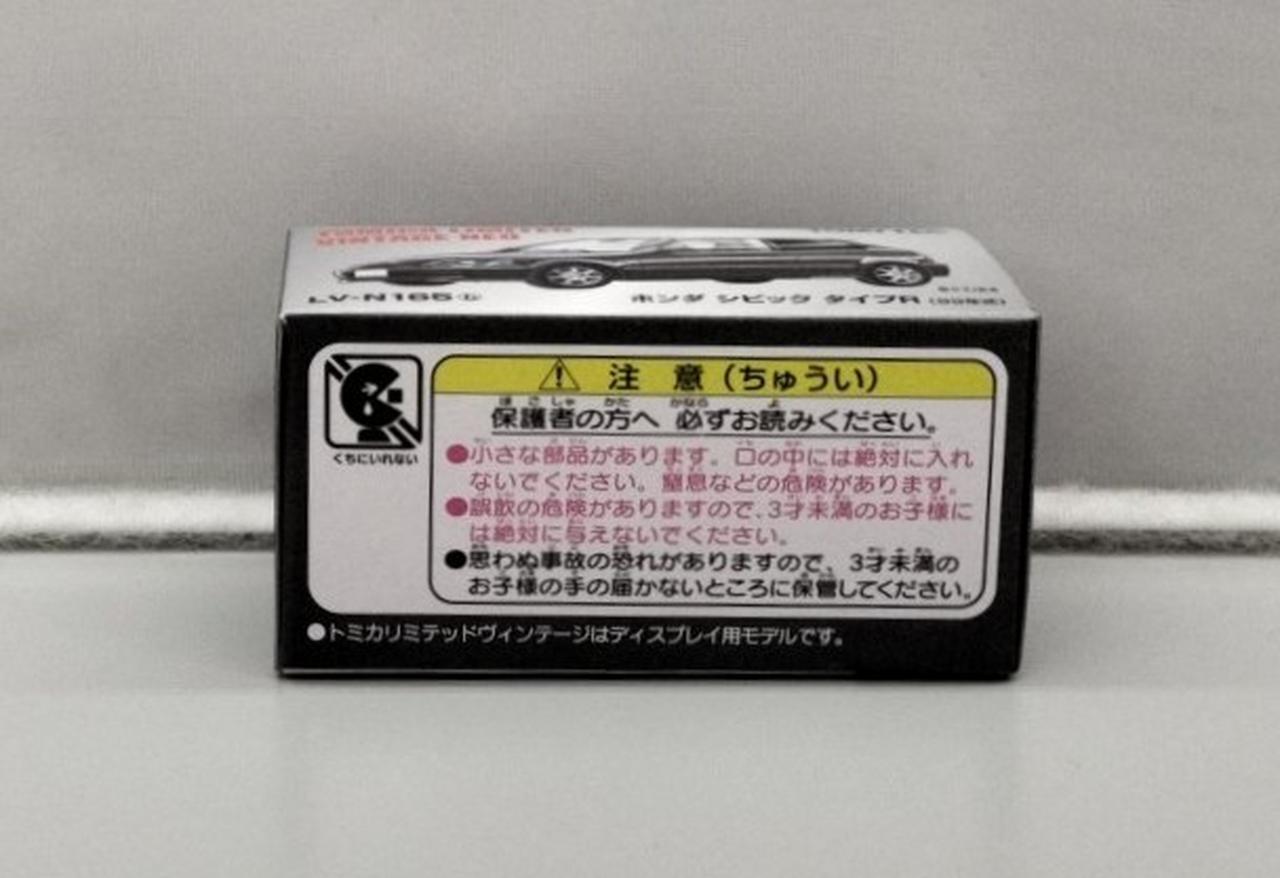 VINTAGE NEO
LV-N165
ホンダ シビック タイプR (99年式)
くちにいれない
注 意 (ちゅうい)
保護者の方へ 必ずお読みください。
●小さな部品があります。口の中には絶対に入れ
ないでください。窒息などの危険があります。
●誤飲の危険がありますので、3才未満のお子様に
は絶対に与えないでください。
●思わぬ事故の恐れがありますので、3才未満の
お子様の手の届かないところに保管してください。
●トミカリミテッドヴィンテージはディスプレイ用モデルです。